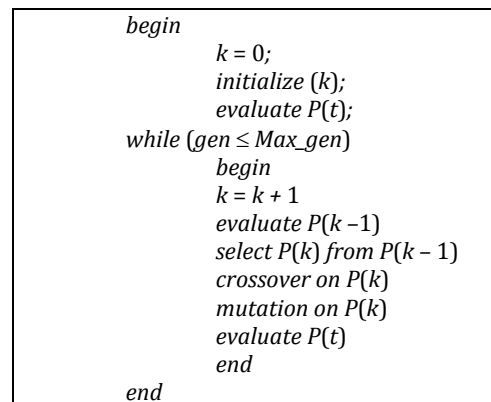 begin
k = 0;
initialize (k);
evaluate P(t);
while (gen ≤ Max_gen)
begin
k = k + 1
evaluate P(k –1)
select P(k) from P(k – 1)
crossover on P(k)
mutation on P(k)
evaluate P(t)
end
end